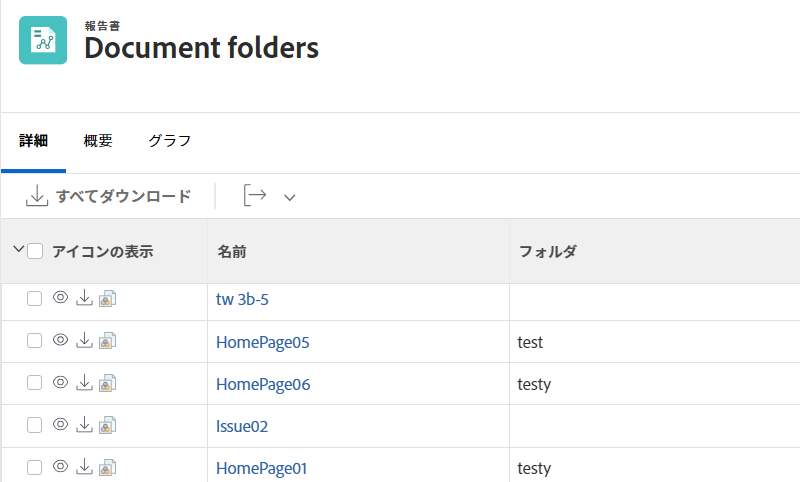 報告書
Document folders
詳細 概要 グラフ
すべてダウンロード
アイコンの表示 名前 フォルダ
tw 3b-5
HomePage05 test
HomePage06 testy
Issue02
HomePage01 testy